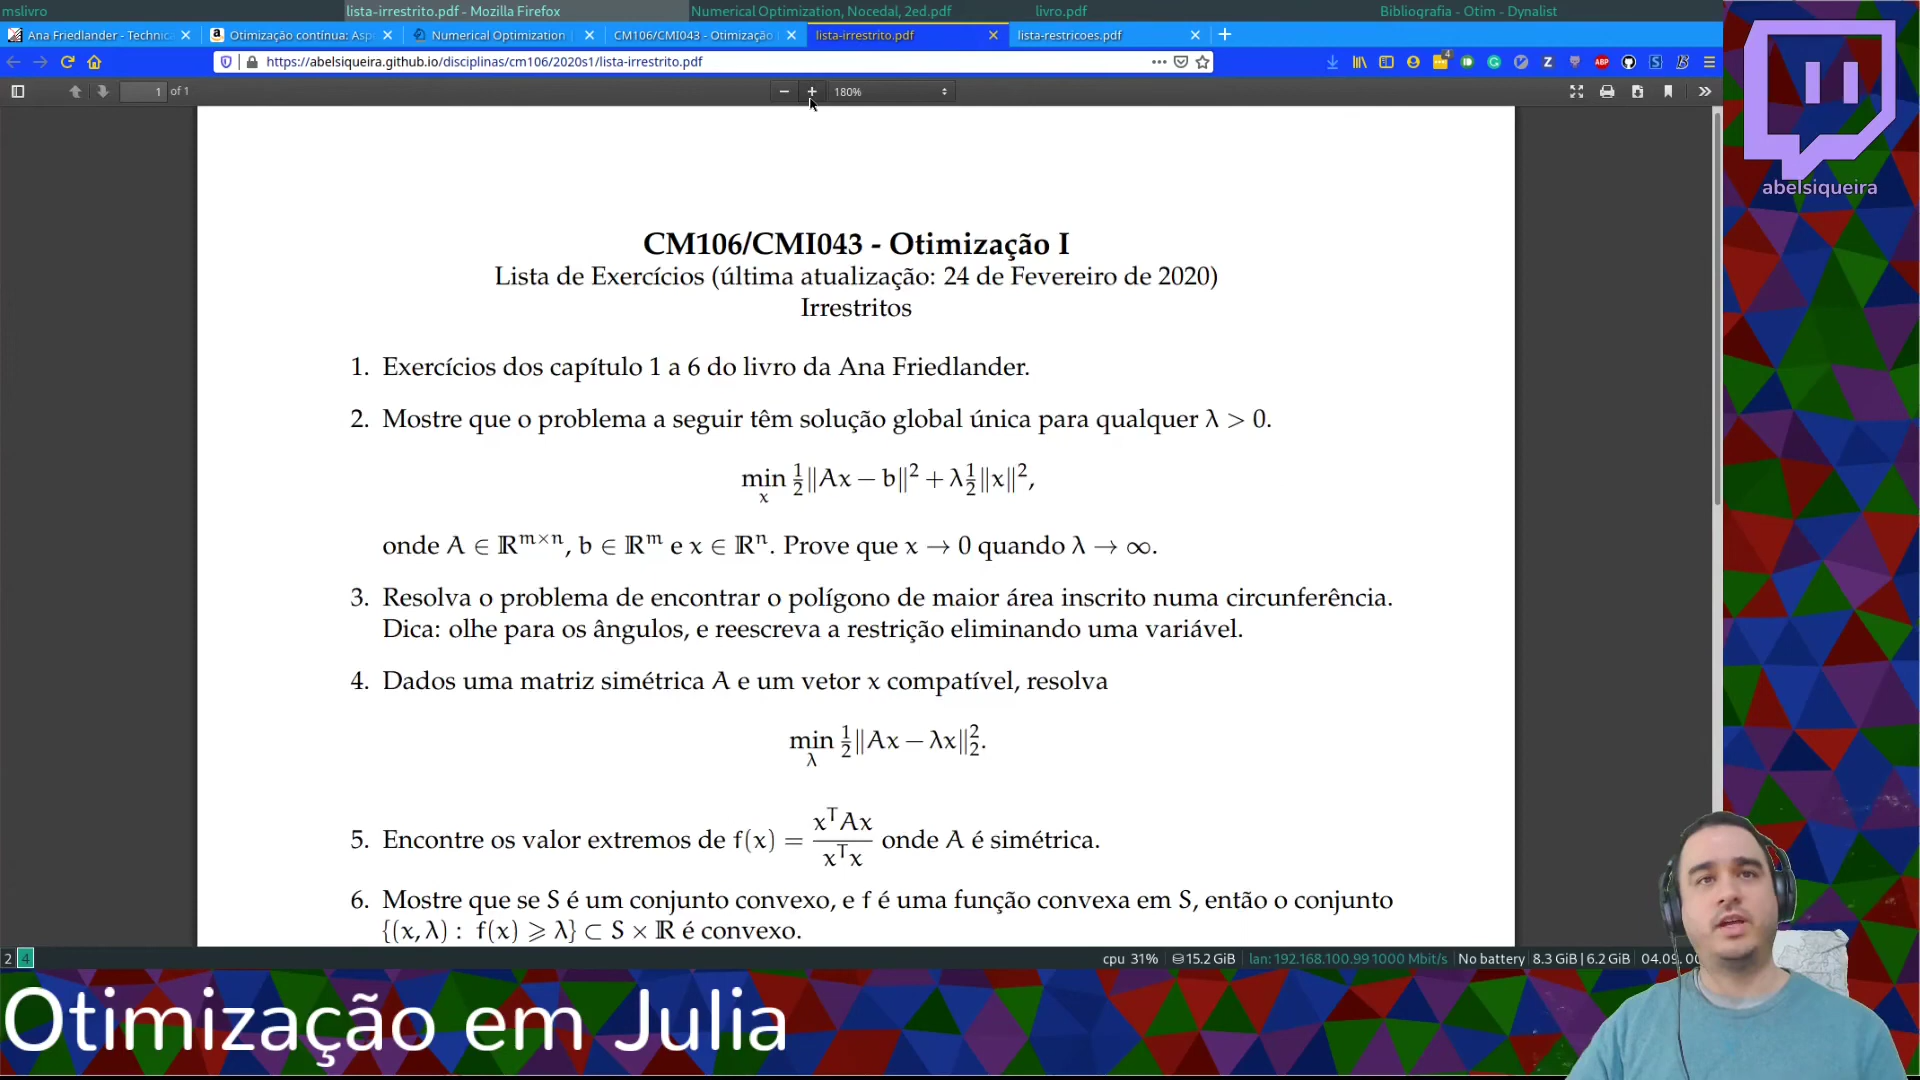 mslivro
lista-irrestrito.pdf - Mozilla Firefox
Numerical Optimization, Nocedal, 2ed.pdf
livro.pdf
Bibliografia - Otim - Dynalist
Ana Friedlander - Technica
Otimização contínua: Asp
Numerical Optimization
CM106/CMI043 - Otimização
lista-irrestrito.pdf
lista-restricoes.pdf
https://abelsiqueira.github.io/disciplinas/cm106/2020s1/lista-irrestrito.pdf
1 of 1
180%
abelsiqueira
CM106/CMI043 - Otimização I
Lista de Exercícios (última atualização: 24 de Fevereiro de 2020)
Irrestritos
1. Exercícios dos capítulo 1 a 6 do livro da Ana Friedlander.
2. Mostre que o problema a seguir têm solução global única para qualquer λ > 0.
min_x ½‖Ax − b‖² + λ½‖x‖²,
onde A ∈ ℝ^{m×n}, b ∈ ℝ^m e x ∈ ℝ^n. Prove que x → 0 quando λ → ∞.
3. Resolva o problema de encontrar o polígono de maior área inscrito numa circunferência.
Dica: olhe para os ângulos, e reescreva a restrição eliminando uma variável.
4. Dados uma matriz simétrica A e um vetor x compatível, resolva
min_λ ½‖Ax − λx‖₂².
5. Encontre os valor extremos de f(x) = xᵀAx / xᵀx onde A é simétrica.
6. Mostre que se S é um conjunto convexo, e f é uma função convexa em S, então o conjunto
{(x, λ) : f(x) ⩾ λ} ⊂ S × ℝ é convexo.
2 4
cpu 31% 15.2 GiB lan: 192.168.100.99 1000 Mbit/s No battery 8.3 GiB | 6.2 GiB 04.09.
Otimização em Julia